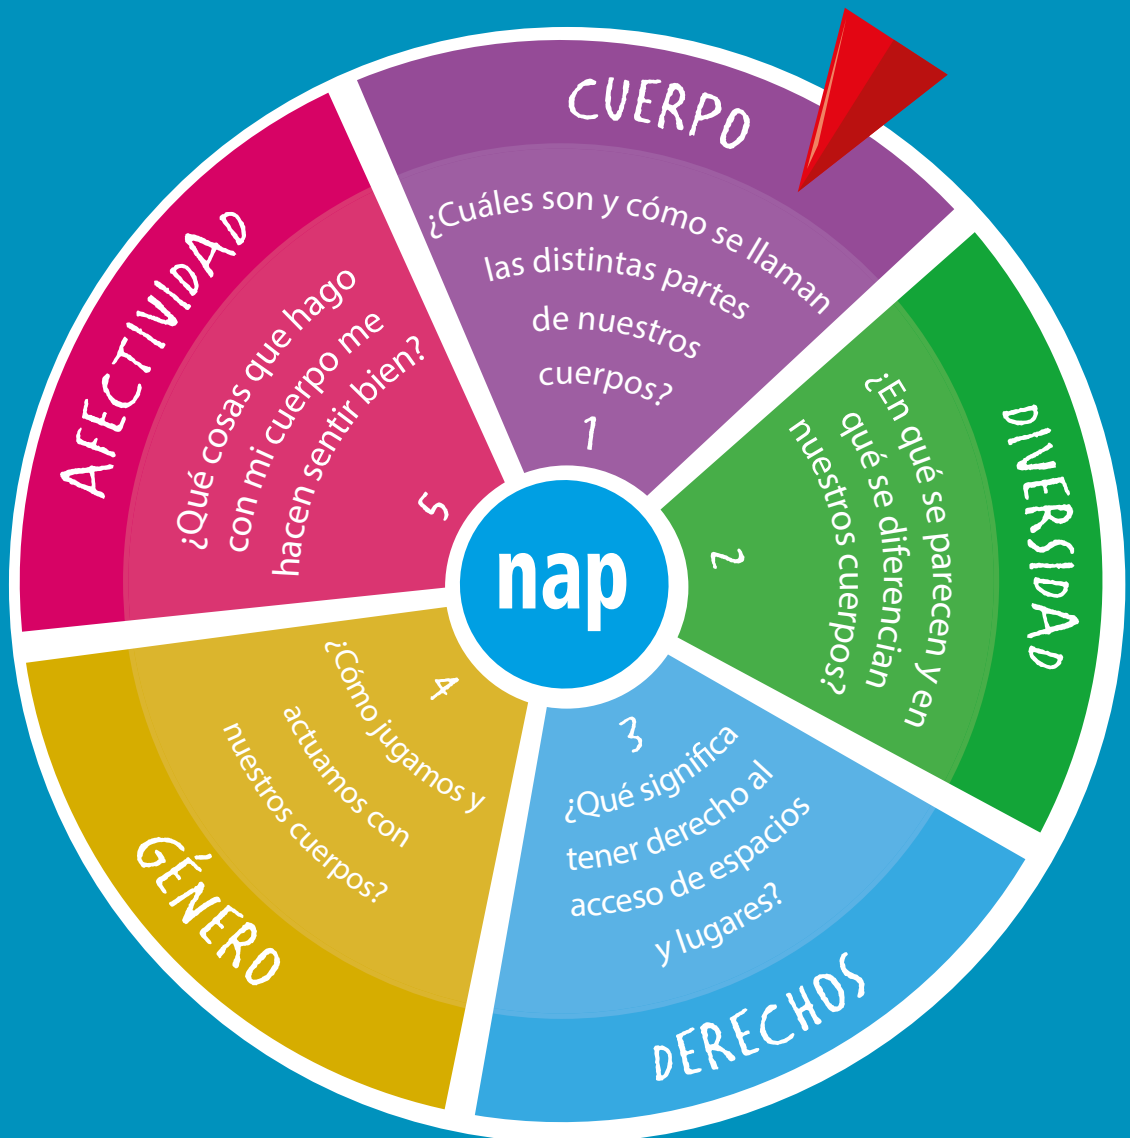 CUERPO
¿Cuáles son y cómo se llaman
las distintas partes
de nuestros
cuerpos?
1
DIVERSIDAD
¿En qué se parecen y en
qué se diferencian
nuestros cuerpos?
2
3
¿Qué significa
tener derecho al
acceso de espacios
y lugares?
DERECHOS
4
¿Cómo jugamos y
actuamos con
nuestros cuerpos?
GÉNERO
AFECTIVIDAD
¿Qué cosas que hago
con mi cuerpo me
hacen sentir bien?
5
nap